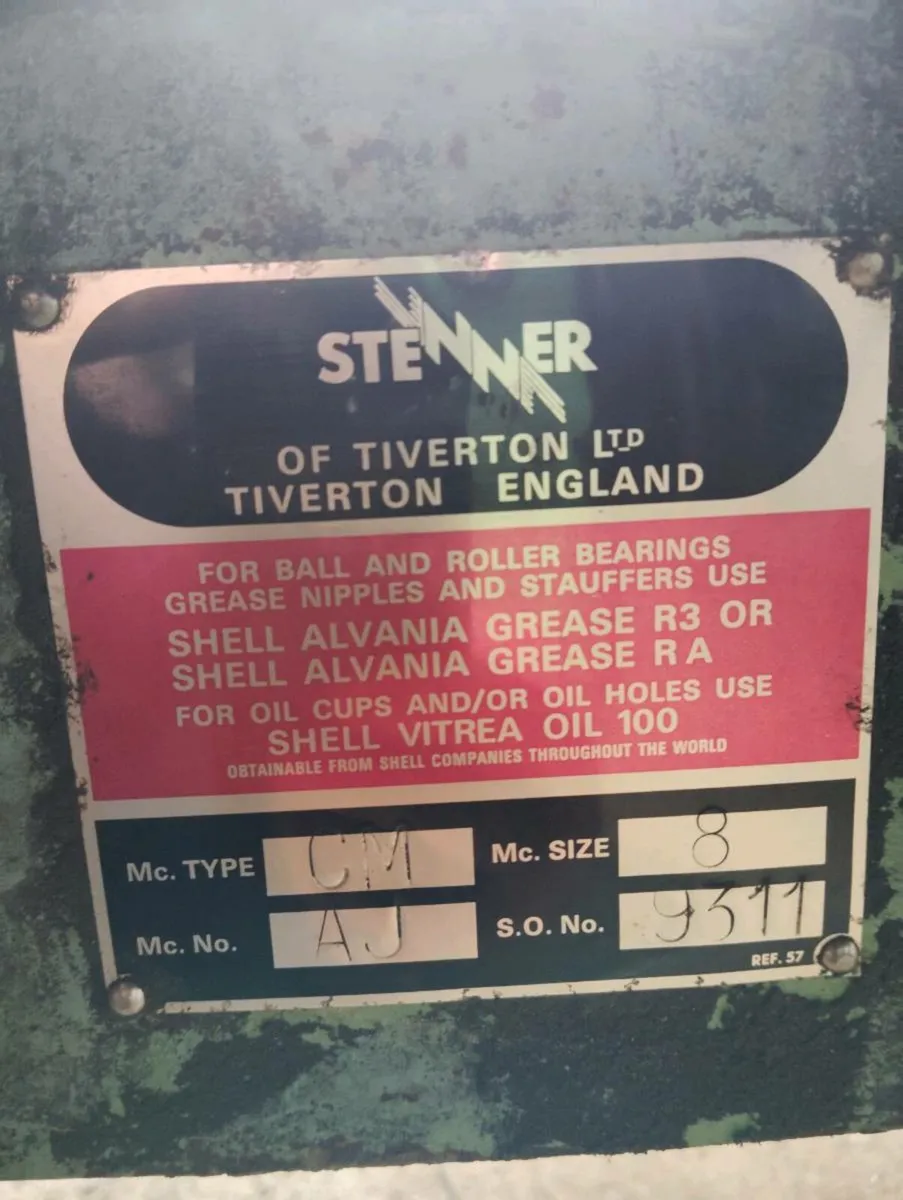 STENNER
OF TIVERTON LTD
TIVERTON ENGLAND
FOR BALL AND ROLLER BEARINGS
GREASE NIPPLES AND STAUFFERS USE
SHELL ALVANIA GREASE R3 OR
SHELL ALVANIA GREASE RA
FOR OIL CUPS AND/OR OIL HOLES USE
SHELL VITREA OIL 100
OBTAINABLE FROM SHELL COMPANIES THROUGHOUT THE WORLD
Mc. TYPE CM Mc. SIZE 8
Mc. No. AJ S.O. No. 9311
REF. 57